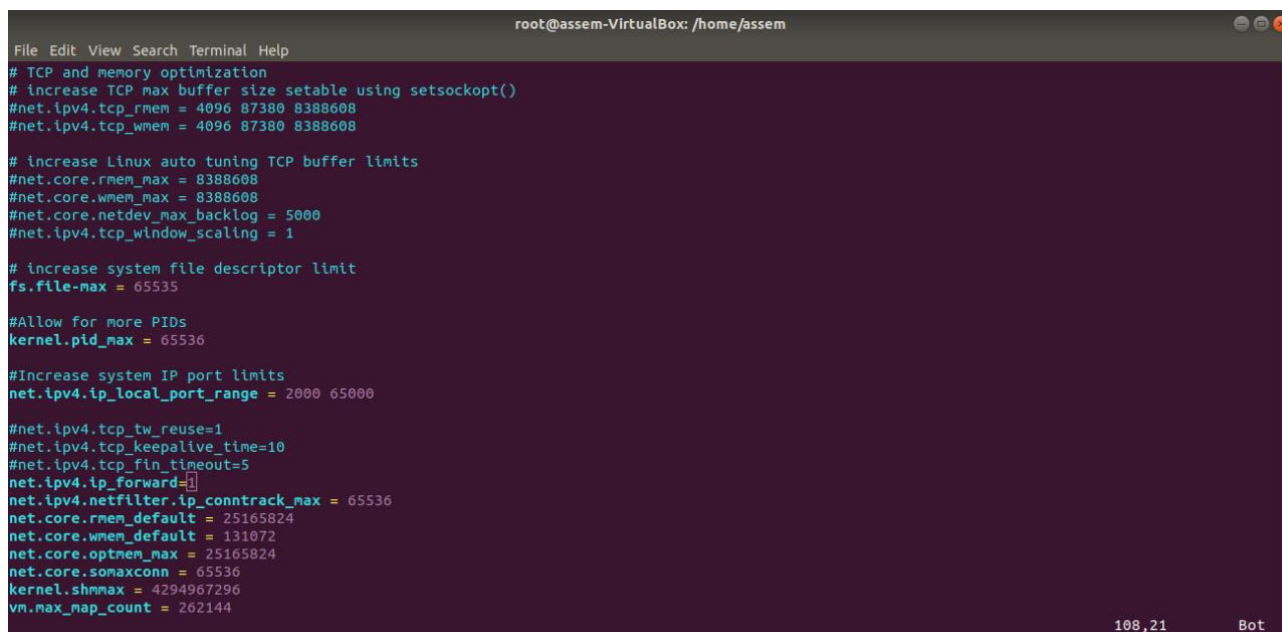 root@assem-VirtualBox: /home/assem
File Edit View Search Terminal Help
# TCP and memory optimization
# increase TCP max buffer size setable using setsockopt()
#net.ipv4.tcp_rmem = 4096 87380 8388608
#net.ipv4.tcp_wmem = 4096 87380 8388608
# increase Linux auto tuning TCP buffer limits
#net.core.rmem_max = 8388608
#net.core.wmem_max = 8388608
#net.core.netdev_max_backlog = 5000
#net.ipv4.tcp_window_scaling = 1
# increase system file descriptor limit
fs.file-max = 65535
#Allow for more PIDs
kernel.pid_max = 65536
#Increase system IP port limits
net.ipv4.ip_local_port_range = 2000 65000
#net.ipv4.tcp_tw_reuse=1
#net.ipv4.tcp_keepalive_time=10
#net.ipv4.tcp_fin_timeout=5
net.ipv4.ip_forward=1
net.ipv4.netfilter.ip_conntrack_max = 65536
net.core.rmem_default = 25165824
net.core.wmem_default = 131072
net.core.optmem_max = 25165824
net.core.somaxconn = 65536
kernel.shmmax = 4294967296
vm.max_map_count = 262144
108,21 Bot